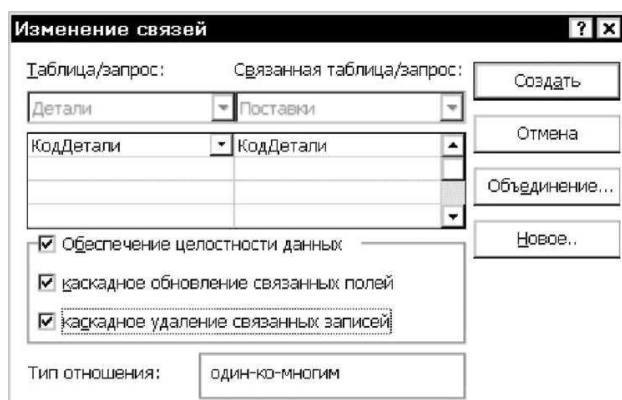 Изменение связей
Таблица/запрос: Связанная таблица/запрос:
Создать
Детали Поставки
Отмена
КодДетали КодДетали
Объединение...
Новое..
Обеспечение целостности данных
каскадное обновление связанных полей
каскадное удаление связанных записей
Тип отношения: один-ко-многим